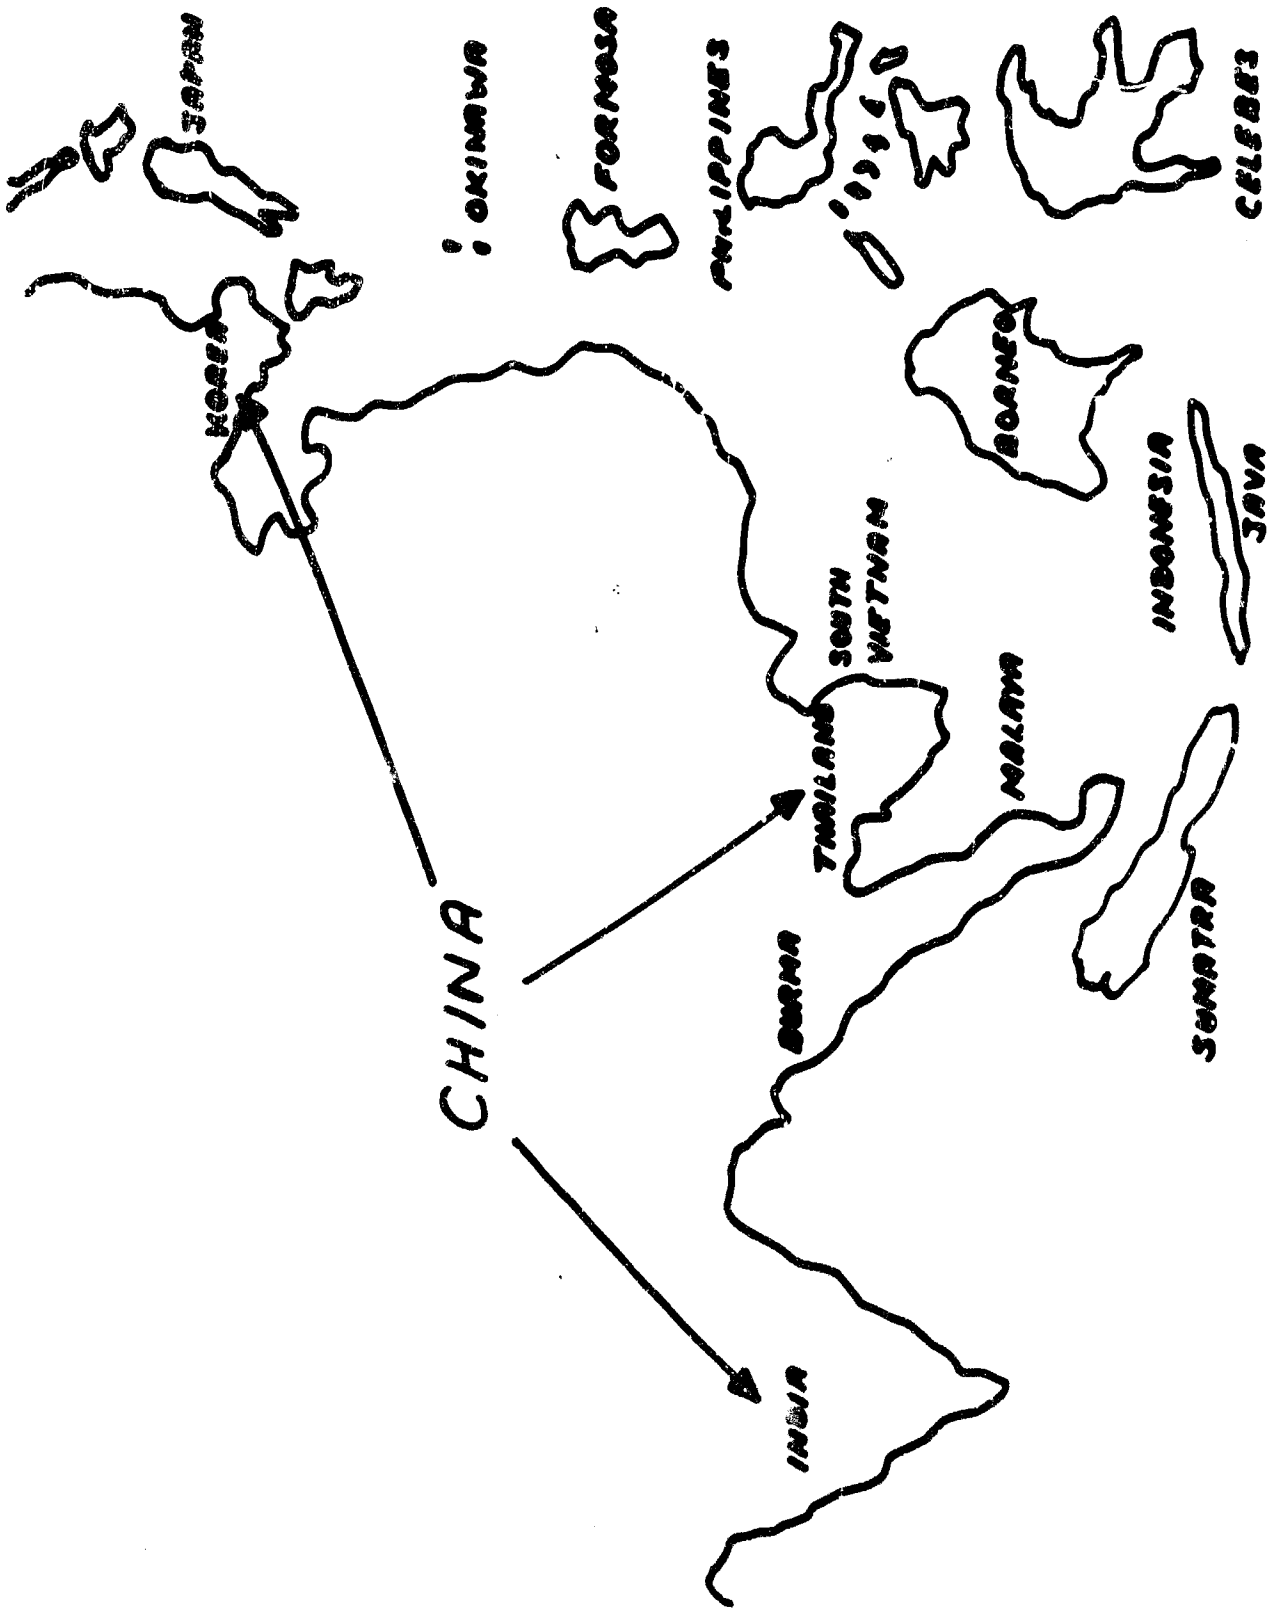 JAPAN
KOREA
OKINAWA
CHINA
FORMOSA
PHILIPPINES
INDIA
BURMA
THAILAND
SOUTH
VIETNAM
BORNEO
MALAYA
INDONESIA
SUMATRA
JAVA
CELEBES